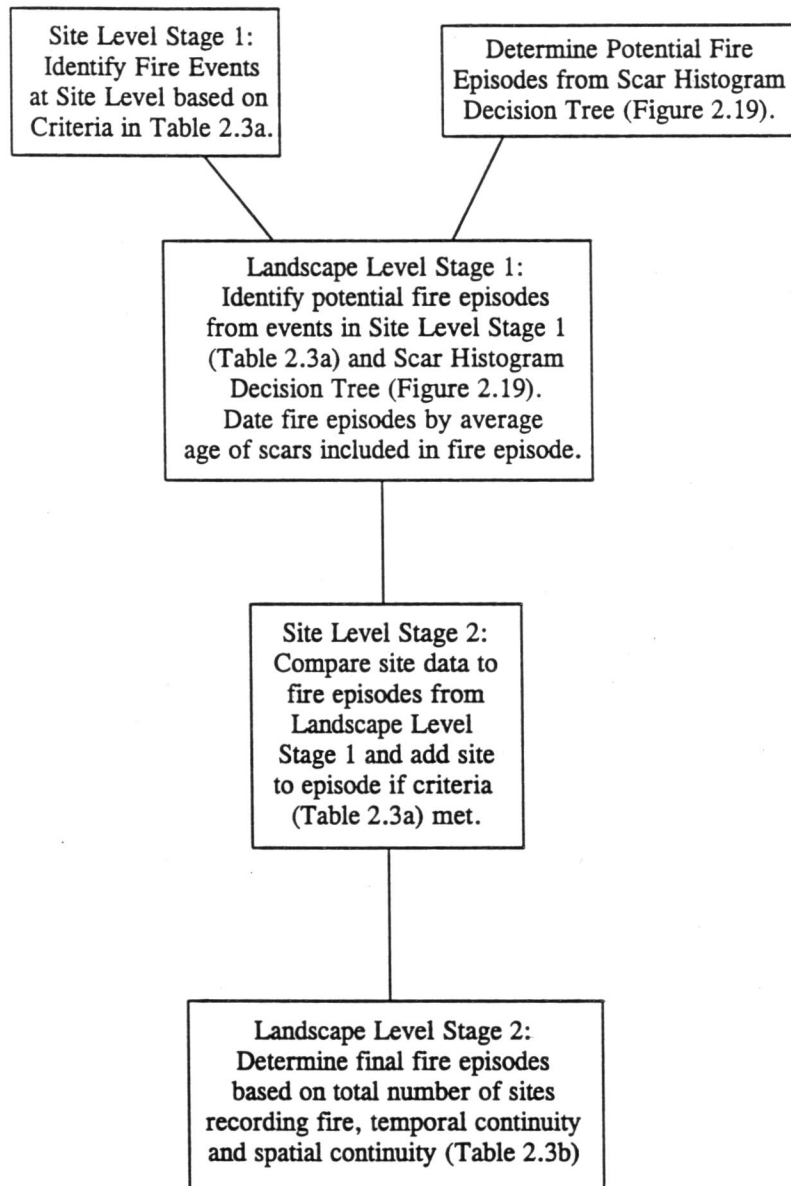 Site Level Stage 1:
Identify Fire Events
at Site Level based on
Criteria in Table 2.3a.
Determine Potential Fire
Episodes from Scar Histogram
Decision Tree (Figure 2.19).
Landscape Level Stage 1:
Identify potential fire episodes
from events in Site Level Stage 1
(Table 2.3a) and Scar Histogram
Decision Tree (Figure 2.19).
Date fire episodes by average
age of scars included in fire episode.
Site Level Stage 2:
Compare site data to
fire episodes from
Landscape Level
Stage 1 and add site
to episode if criteria
(Table 2.3a) met.
Landscape Level Stage 2:
Determine final fire episodes
based on total number of sites
recording fire, temporal continuity
and spatial continuity (Table 2.3b)